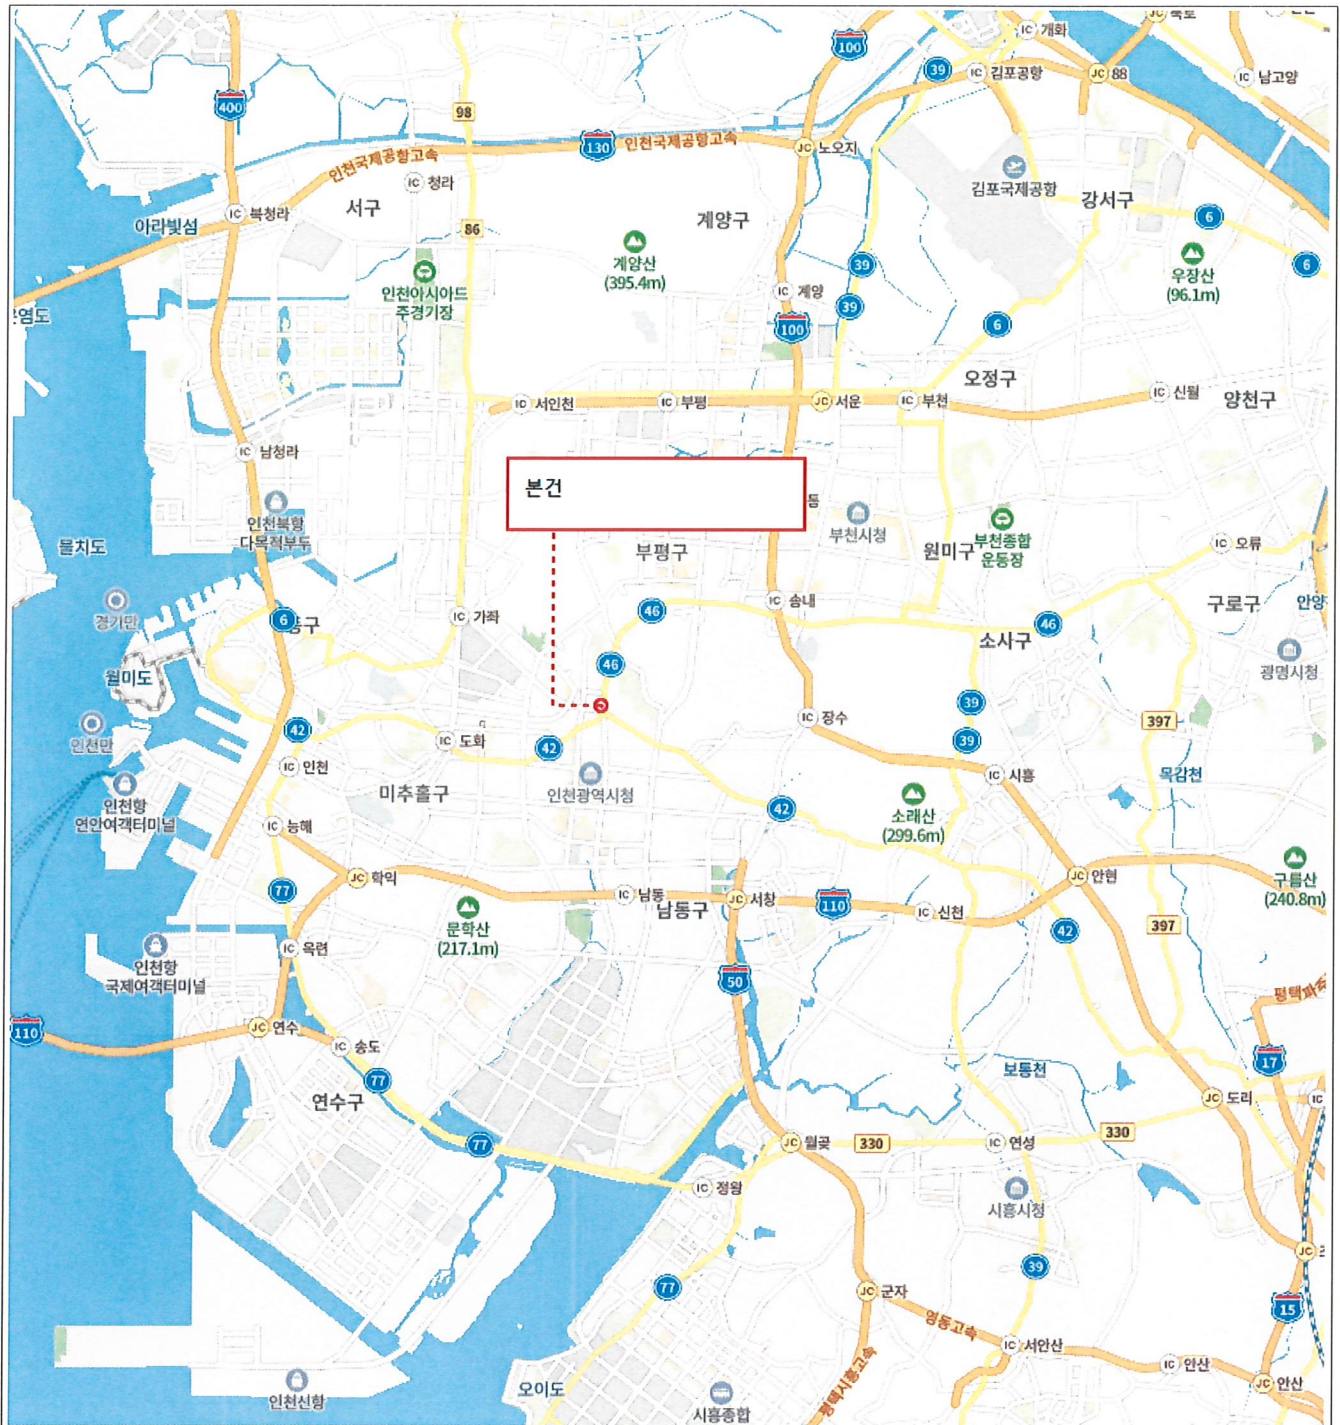 JC 북로
IC 개화
100
39
IC 김포공항
JC 88
IC 남고양
400
98
130
인천국제공항고속
JC 노오지
인천국제공항고속
IC 청라
김포국제공항
서구
강서구
IC 북청라
아라빛섬
계양구
6
86
계양산
(395.4m)
39
우장산
(96.1m)
6
인천아시아드
주경기장
IC 계양
39
100
6
오정구
IC 서인천
IC 부평
JC 서운
IC 부천
IC 신월
양천구
IC 남청라
본건
인천북항
다목적부두
부천시청
물치도
부평구
원미구
부천종합
운동장
IC 오류
경기만
6
IC 가좌
46
IC 송내
46
구로구
안양
소사구
월미도
46
광명시청
인천만
42
IC 도화
42
39
IC 장수
39
397
IC 인천
인천광역시청
IC 시흥
목감천
인천항
연안여객터미널
미추홀구
42
소래산
(299.6m)
IC 능해
77
JC 학익
IC 남동
남동구
JC 서창
110
IC 신천
JC 안현
구름산
(240.8m)
문학산
(217.1m)
42
397
IC 옥련
인천항
국제여객터미널
50
110
JC 연수
IC 송도
17
77
보통천
연수구
JC 도리
IC
77
JC 월곶
330
IC 연성
330
IC 정왕
시흥시청
77
39
JC
JC 군자
15
영동고속
IC 서안산
평택시흥고속
IC 안산
JC 안산
인천신항
오이도
시흥종합